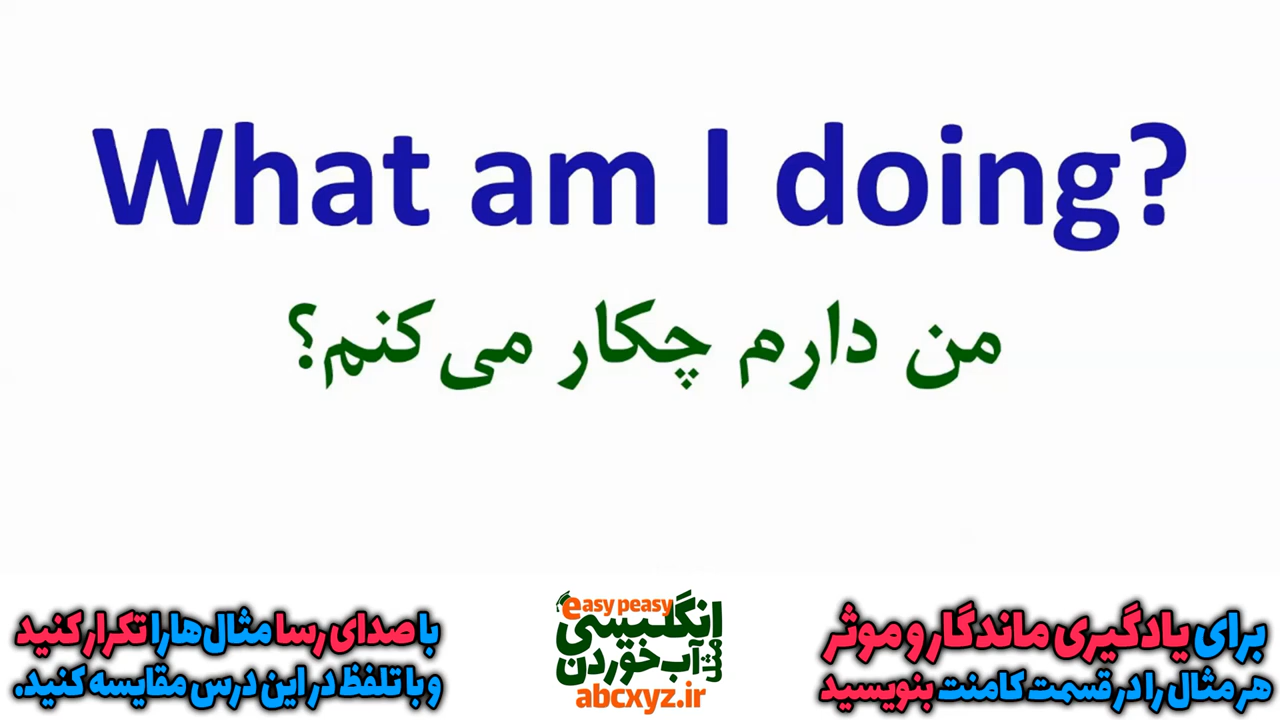 What am I doing?
من دارم چکار می‌کنم؟
برای یادگیری ماندگار و موثر
هر مثال را در قسمت کامنت بنویسید
easy peasy
انگلیسی
مثل آب خوردن
abcxyz.ir
با صدای رسا مثال‌ها را تکرار کنید
و با تلفظ در این درس مقایسه کنید.